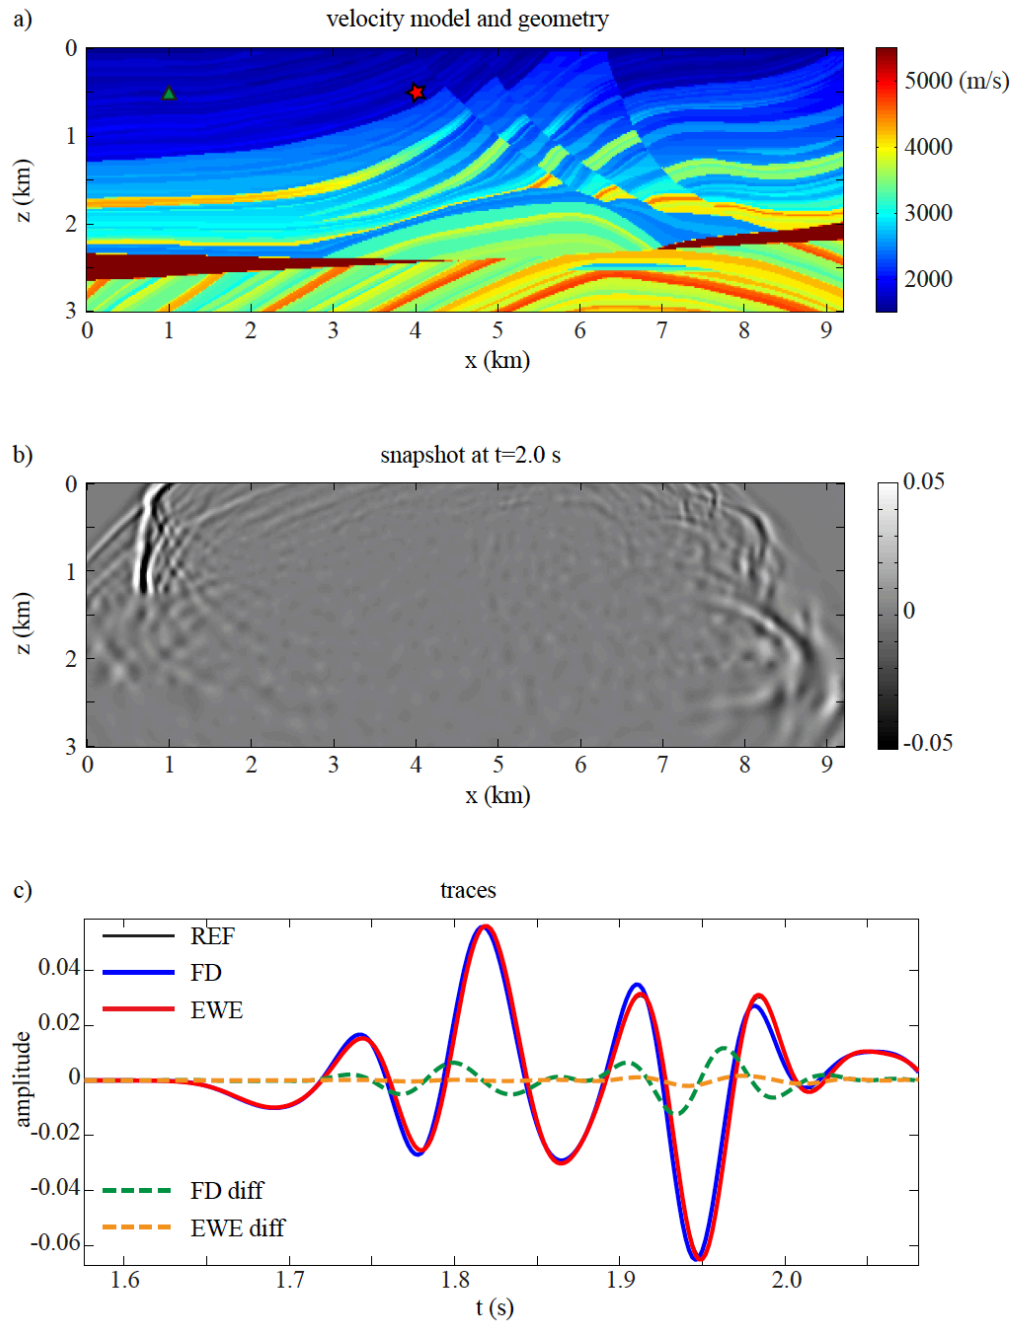 a)
velocity model and geometry
0
1
2
3
z (km)
0 1 2 3 4 5 6 7 8 9
x (km)
5000 (m/s)
4000
3000
2000
b)
snapshot at t=2.0 s
0
1
2
3
z (km)
0 1 2 3 4 5 6 7 8 9
x (km)
0.05
0
-0.05
c)
traces
REF
FD
EWE
0.04
0.02
0
-0.02
-0.04
-0.06
amplitude
FD diff
EWE diff
1.6 1.7 1.8 1.9 2.0
t (s)